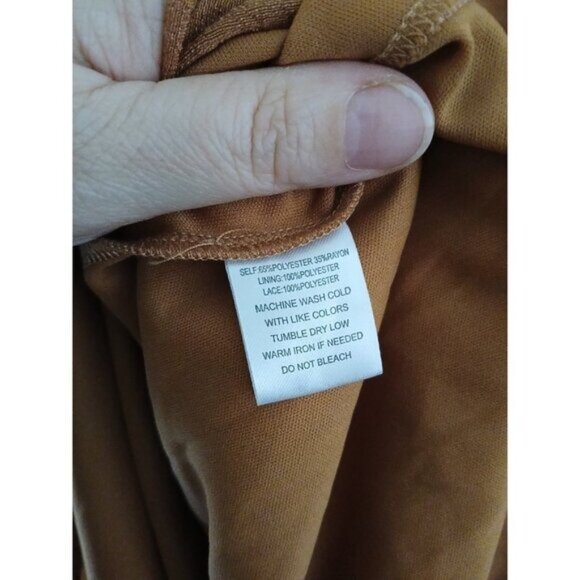 SELF:65%POLYESTER 35%RAYON
LINING:100%POLYESTER
LACE:100%POLYESTER
MACHINE WASH COLD
WITH LIKE COLORS
TUMBLE DRY LOW
WARM IRON IF NEEDED
DO NOT BLEACH